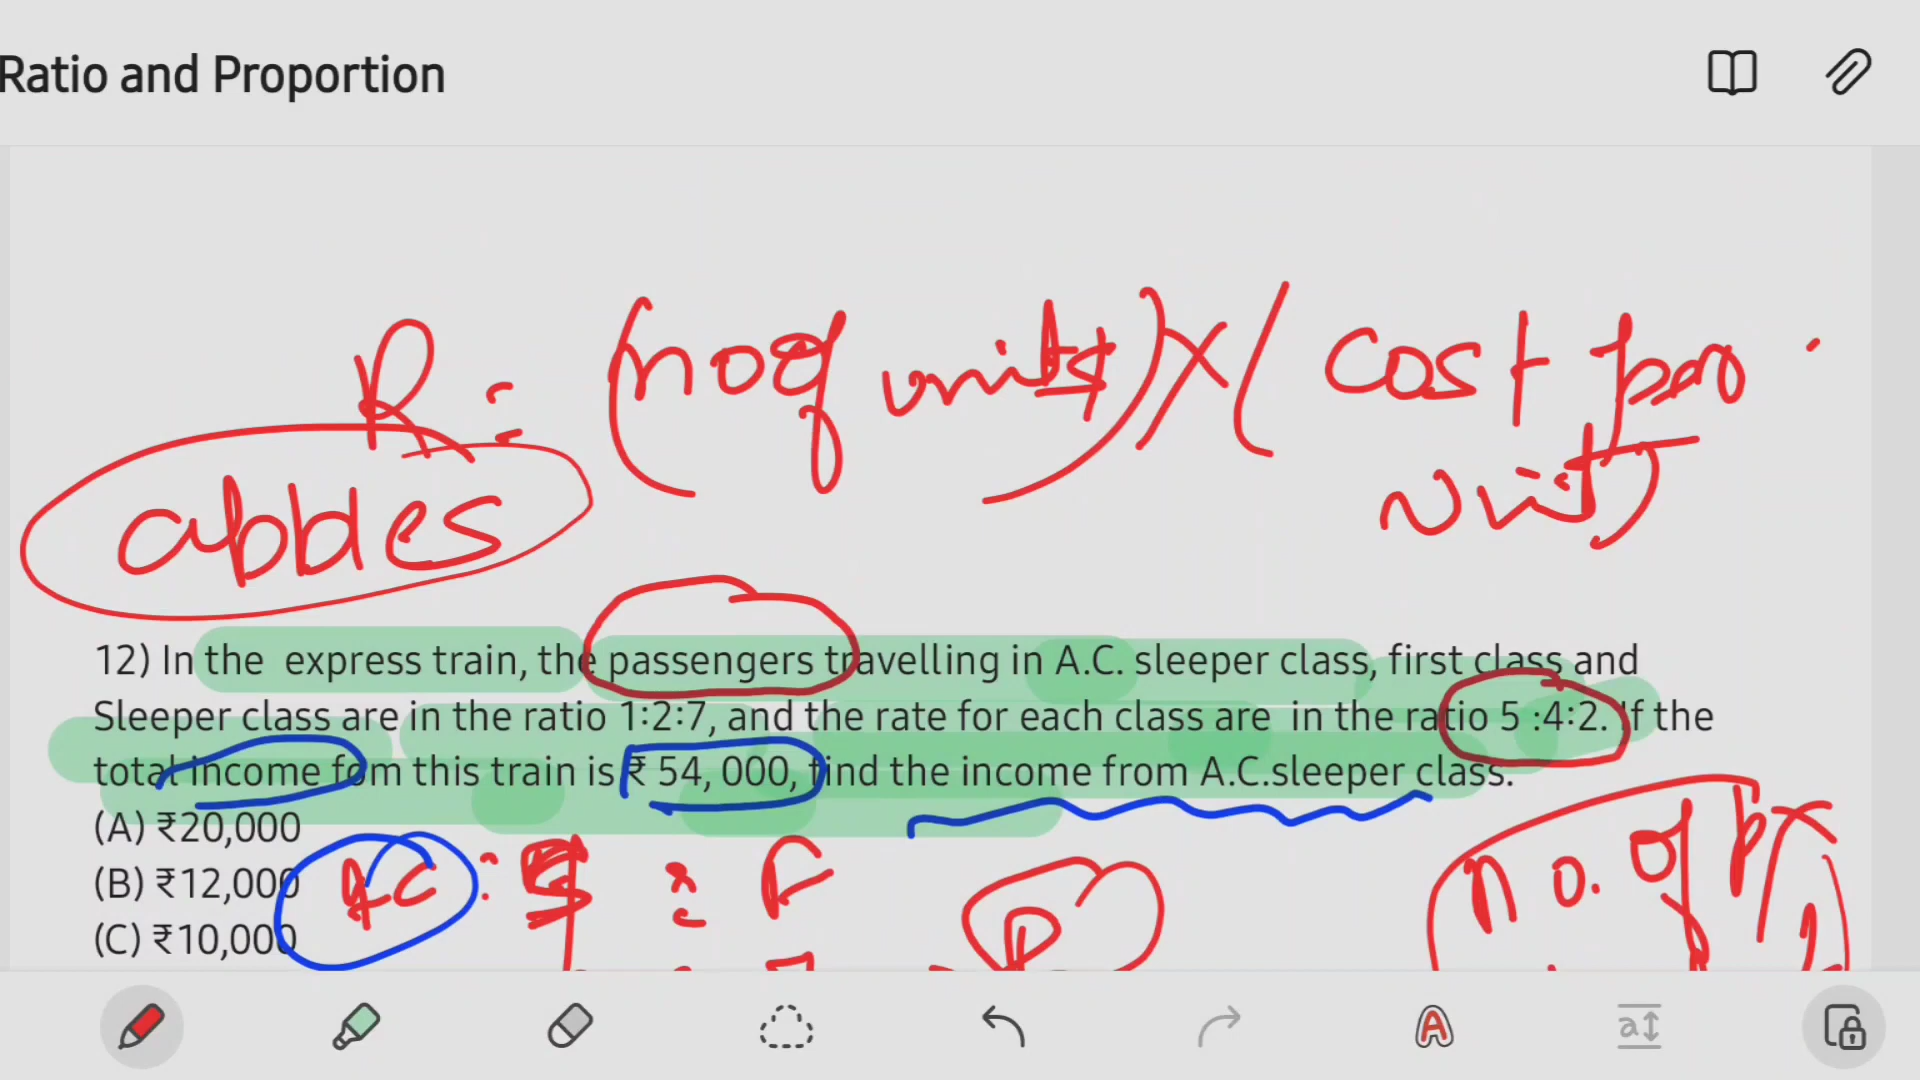 Ratio and Proportion
R = (no of units) X (Cost per
unit)
apples
12) In the express train, the passengers travelling in A.C. sleeper class, first class and
Sleeper class are in the ratio 1:2:7, and the rate for each class are in the ratio 5 :4:2. If the
total income fom this train is ₹ 54, 000, find the income from A.C.sleeper class.
(A) ₹20,000
(B) ₹12,000
(C) ₹10,000
AC : : F
P
no. of
A
a